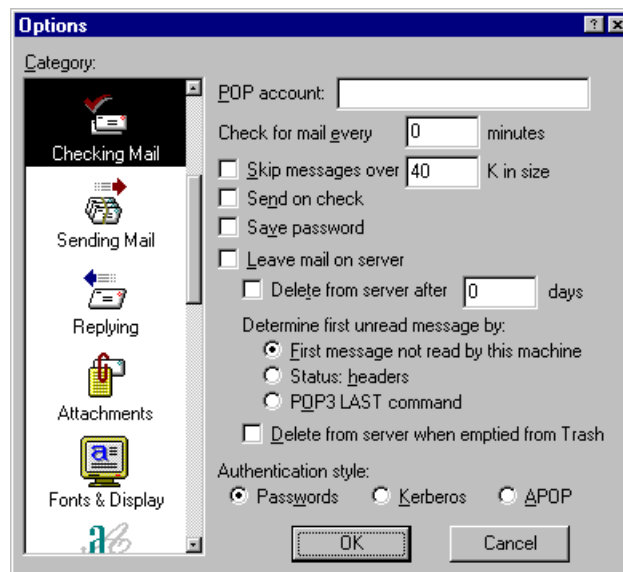 Options
Category:
Checking Mail
Sending Mail
Replying
Attachments
Fonts & Display
POP account:
Check for mail every 0 minutes
Skip messages over 40 K in size
Send on check
Save password
Leave mail on server
Delete from server after 0 days
Determine first unread message by:
First message not read by this machine
Status: headers
POP3 LAST command
Delete from server when emptied from Trash
Authentication style:
Passwords Kerberos APOP
OK Cancel